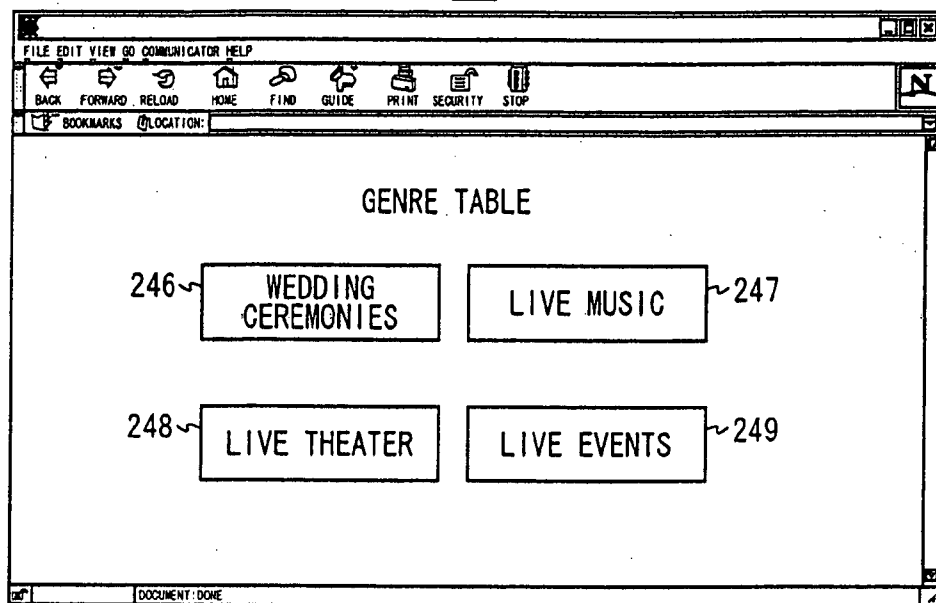 FILE EDIT VIEW GO COMMUNICATOR HELP
BACK FORWARD RELOAD HOME FIND GUIDE PRINT SECURITY STOP
N
BOOKMARKS LOCATION:
GENRE TABLE
246 WEDDING CEREMONIES LIVE MUSIC 247
248 LIVE THEATER LIVE EVENTS 249
DOCUMENT:DONE